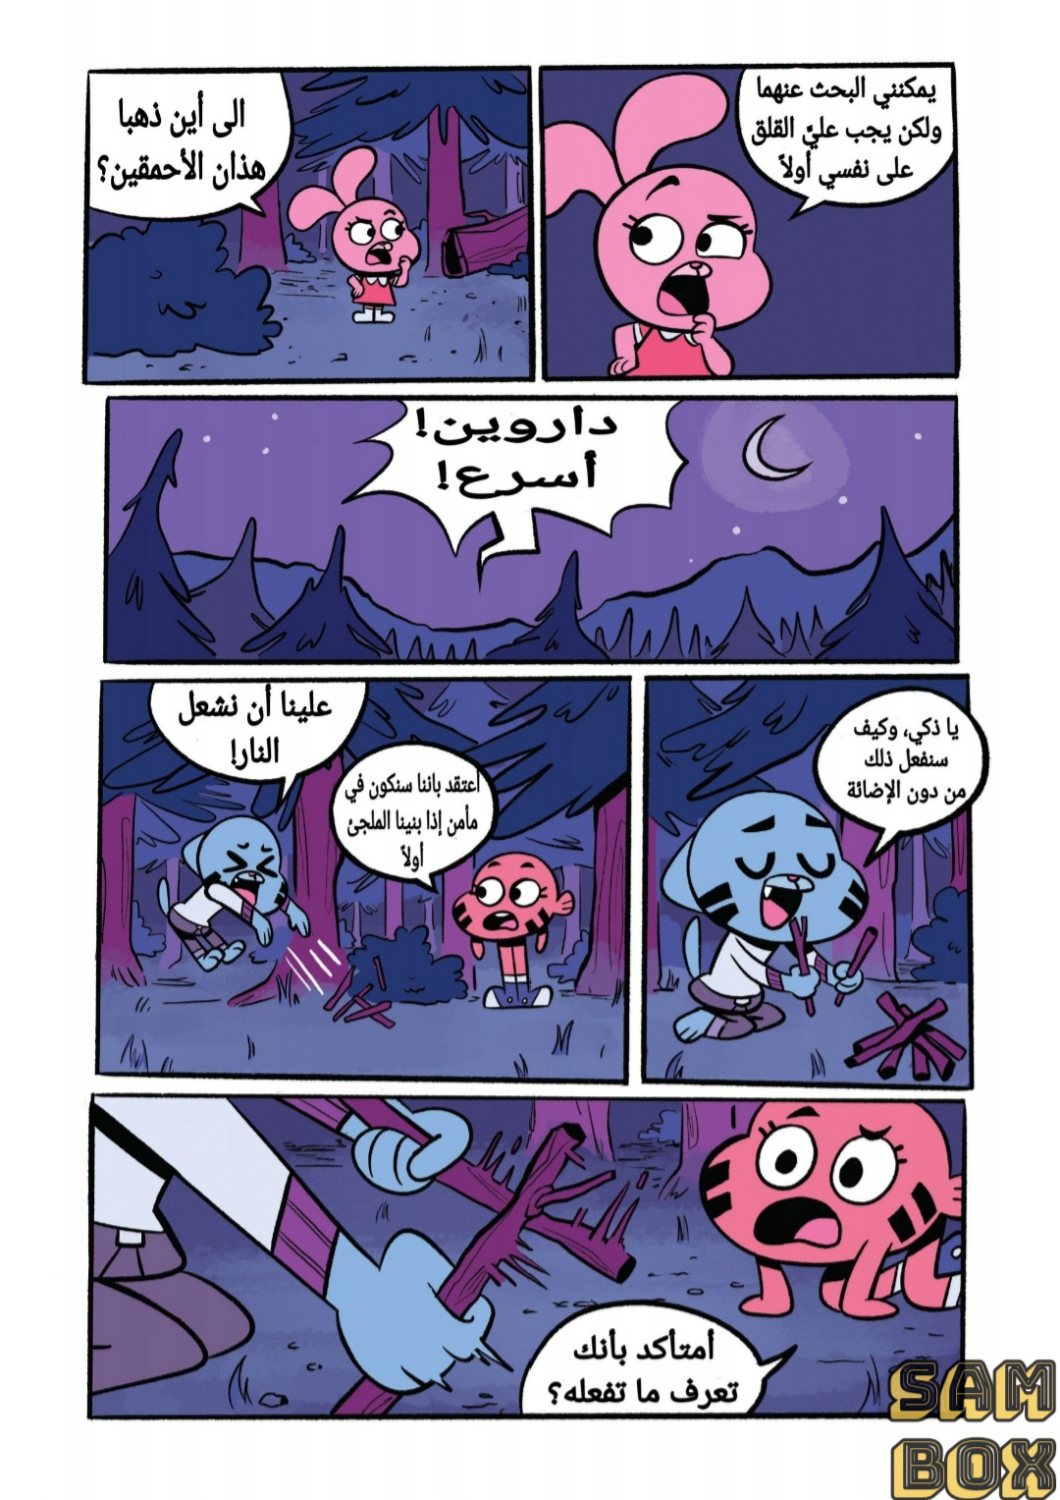 يمكنني البحث عنهما
ولكن يجب عليّ القلق
على نفسي أولاً
الى أين ذهبا
هذان الأحمقين؟
داروين!
أسرع!
يا ذكي، وكيف
سنفعل ذلك
من دون الإضائة
علينا أن نشعل
النار!
أعتقد باننا سنكون في
مأمن إذا بنينا الملجئ
أولاً
أمتأكد بأنك
تعرف ما تفعله؟
SAM
BOX